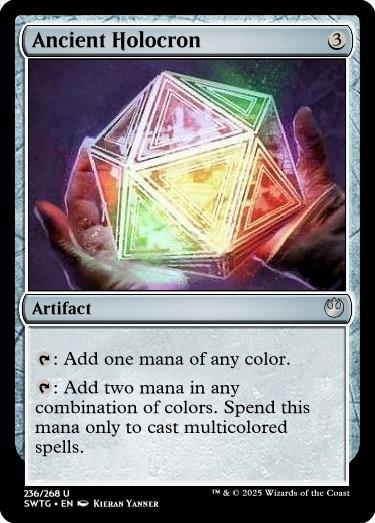 Ancient Holocron 3
Artifact
: Add one mana of any color.
: Add two mana in any
combination of colors. Spend this
mana only to cast multicolored
spells.
236/268 U
SWTG • EN Kieran Yanner
™ & © 2025 Wizards of the Coast